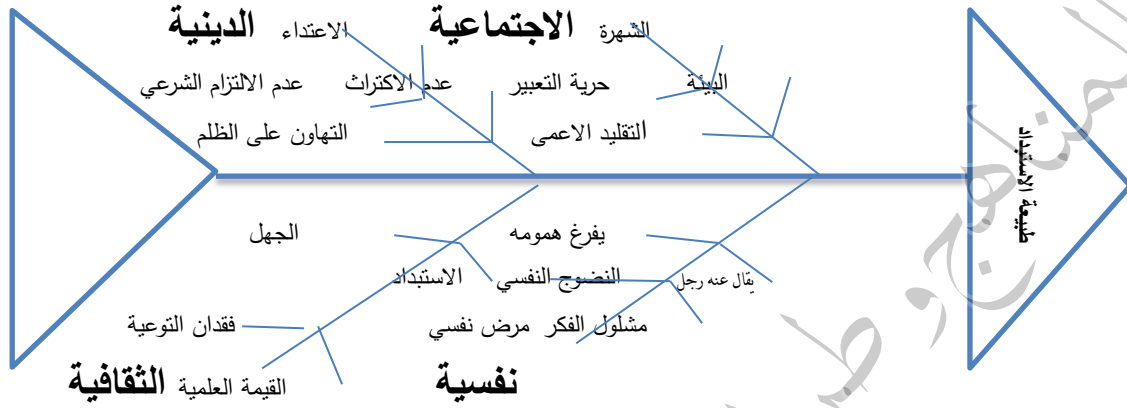 الشهرة الاجتماعية الاعتداء الدينية
البيئة حرية التعبير عدم الاكتراث عدم الالتزام الشرعي
التقليد الاعمى التهاون على الظلم
طبيعة الاستبداد
يفرغ همومه الجهل
يقال عنه رجل النضوج النفسي الاستبداد
مشلول الفكر مرض نفسي فقدان التوعية
نفسية القيمة العلمية الثقافية
المناهج و